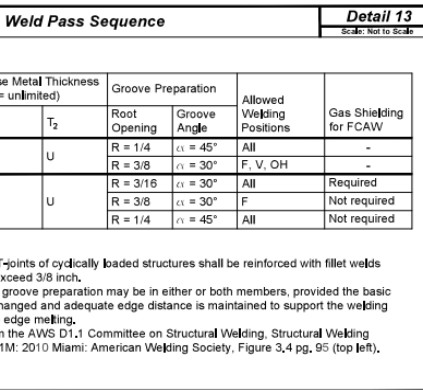 Weld Pass Sequence
Detail 13
Scale: Not to Scale
se Metal Thickness
= unlimited)
Groove Preparation
Allowed Welding Positions
Gas Shielding for FCAW
T2
Root Opening
Groove Angle
U
R = 1/4 α = 45° All -
R = 3/8 α = 30° F, V, OH -
U
R = 3/16 α = 30° All Required
R = 3/8 α = 30° F Not required
R = 1/4 α = 45° All Not required
T-joints of cyclically loaded structures shall be reinforced with fillet welds
exceed 3/8 inch.
groove preparation may be in either or both members, provided the basic
hanged and adequate edge distance is maintained to support the welding
edge melting.
m the AWS D1.1 Committee on Structural Welding, Structural Welding
1M: 2010 Miami: American Welding Society, Figure 3.4 pg. 95 (top left).